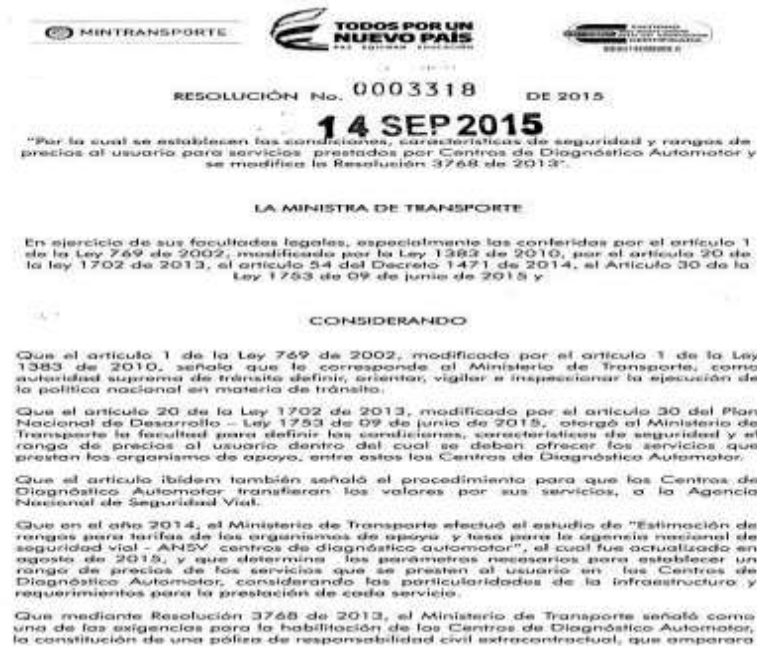 MINTRANSPORTE
TODOS POR UN
NUEVO PAÍS
PAZ EQUIDAD EDUCACIÓN
RESOLUCIÓN No. 0003318 DE 2015
14 SEP 2015
"Por la cual se establecen las condiciones, características de seguridad y rangos de
precios al usuario para servicios prestados por Centros de Diagnóstico Automotor y
se modifica la Resolución 3768 de 2013".
LA MINISTRA DE TRANSPORTE
En ejercicio de sus facultades legales, especialmente las conferidas por el artículo 1
de la Ley 769 de 2002, modificado por la Ley 1383 de 2010, por el artículo 20 de
la ley 1702 de 2013, el artículo 54 del Decreto 1471 de 2014, el Artículo 30 de la
Ley 1753 de 09 de junio de 2015 y
CONSIDERANDO
Que el artículo 1 de la Ley 769 de 2002, modificado por el artículo 1 de la Ley
1383 de 2010, señala que le corresponde al Ministerio de Transporte, como
autoridad suprema de tránsito definir, orientar, vigilar e inspeccionar la ejecución de
la política nacional en materia de tránsito.
Que el artículo 20 de la Ley 1702 de 2013, modificado por el artículo 30 del Plan
Nacional de Desarrollo – Ley 1753 de 09 de junio de 2015, otorgó al Ministerio de
Transporte la facultad para definir las condiciones, características de seguridad y el
rango de precios al usuario dentro del cual se deben ofrecer los servicios que
prestan los organismo de apoyo, entre estos los Centros de Diagnóstico Automotor.
Que el artículo ibídem también señaló el procedimiento para que los Centros de
Diagnóstico Automotor transfieran los valores por sus servicios, a la Agencia
Nacional de Seguridad Vial.
Que en el año 2014, el Ministerio de Transporte efectuó el estudio de "Estimación de
rangos para tarifas de los organismos de apoyo y tasa para la agencia nacional de
seguridad vial - ANSV centros de diagnóstico automotor", el cual fue actualizado en
agosto de 2015, y que determina los parámetros necesarios para establecer un
rango de precios de los servicios que se presten al usuario en los Centros de
Diagnóstico Automotor, considerando las particularidades de la infraestructura y
requerimientos para la prestación de cada servicio.
Que mediante Resolución 3768 de 2013, el Ministerio de Transporte señaló como
una de las exigencias para la habilitación de los Centros de Diagnóstico Automotor,
la constitución de una póliza de responsabilidad civil extracontractual, que amparara